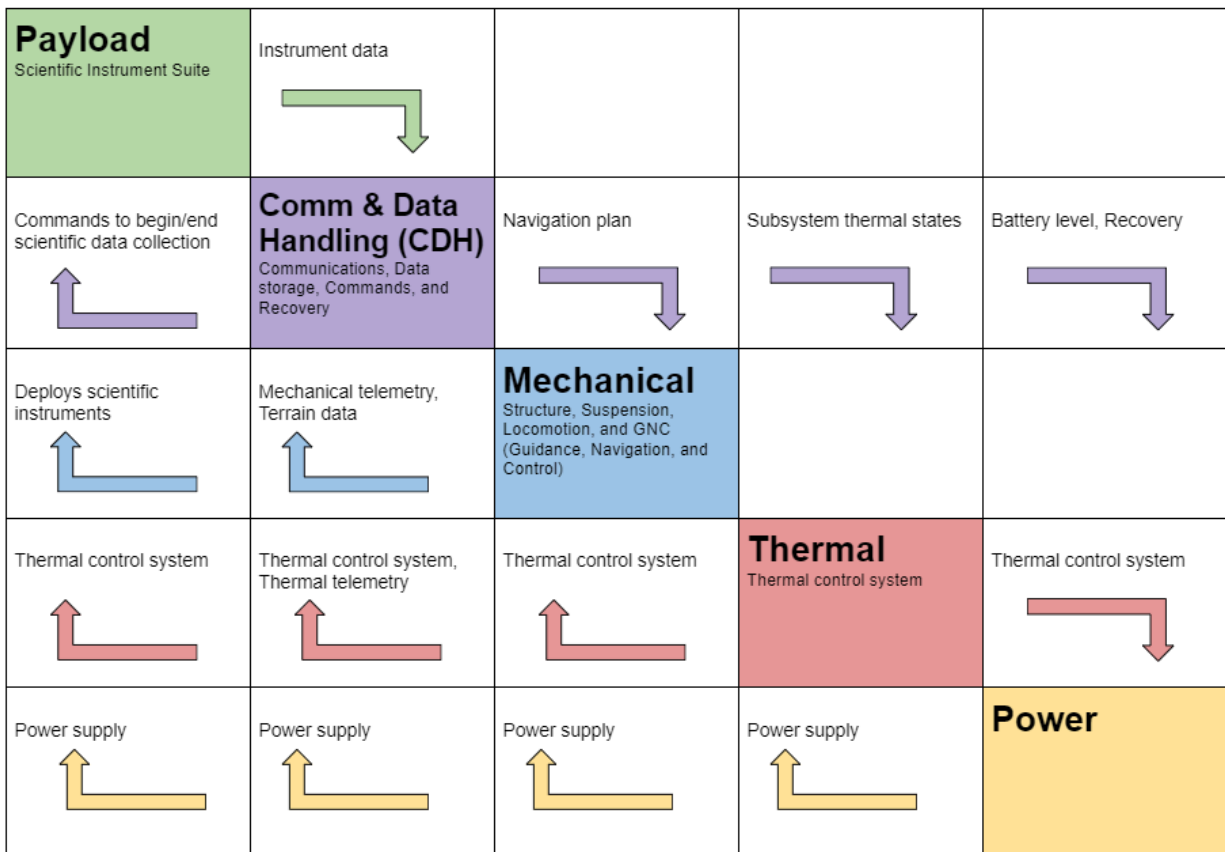 Payload
Scientific Instrument Suite
Instrument data
Commands to begin/end
scientific data collection
Comm & Data
Handling (CDH)
Communications, Data
storage, Commands, and
Recovery
Navigation plan
Subsystem thermal states
Battery level, Recovery
Deploys scientific
instruments
Mechanical telemetry,
Terrain data
Mechanical
Structure, Suspension,
Locomotion, and GNC
(Guidance, Navigation, and
Control)
Thermal control system
Thermal control system,
Thermal telemetry
Thermal control system
Thermal
Thermal control system
Thermal control system
Power supply
Power supply
Power supply
Power supply
Power